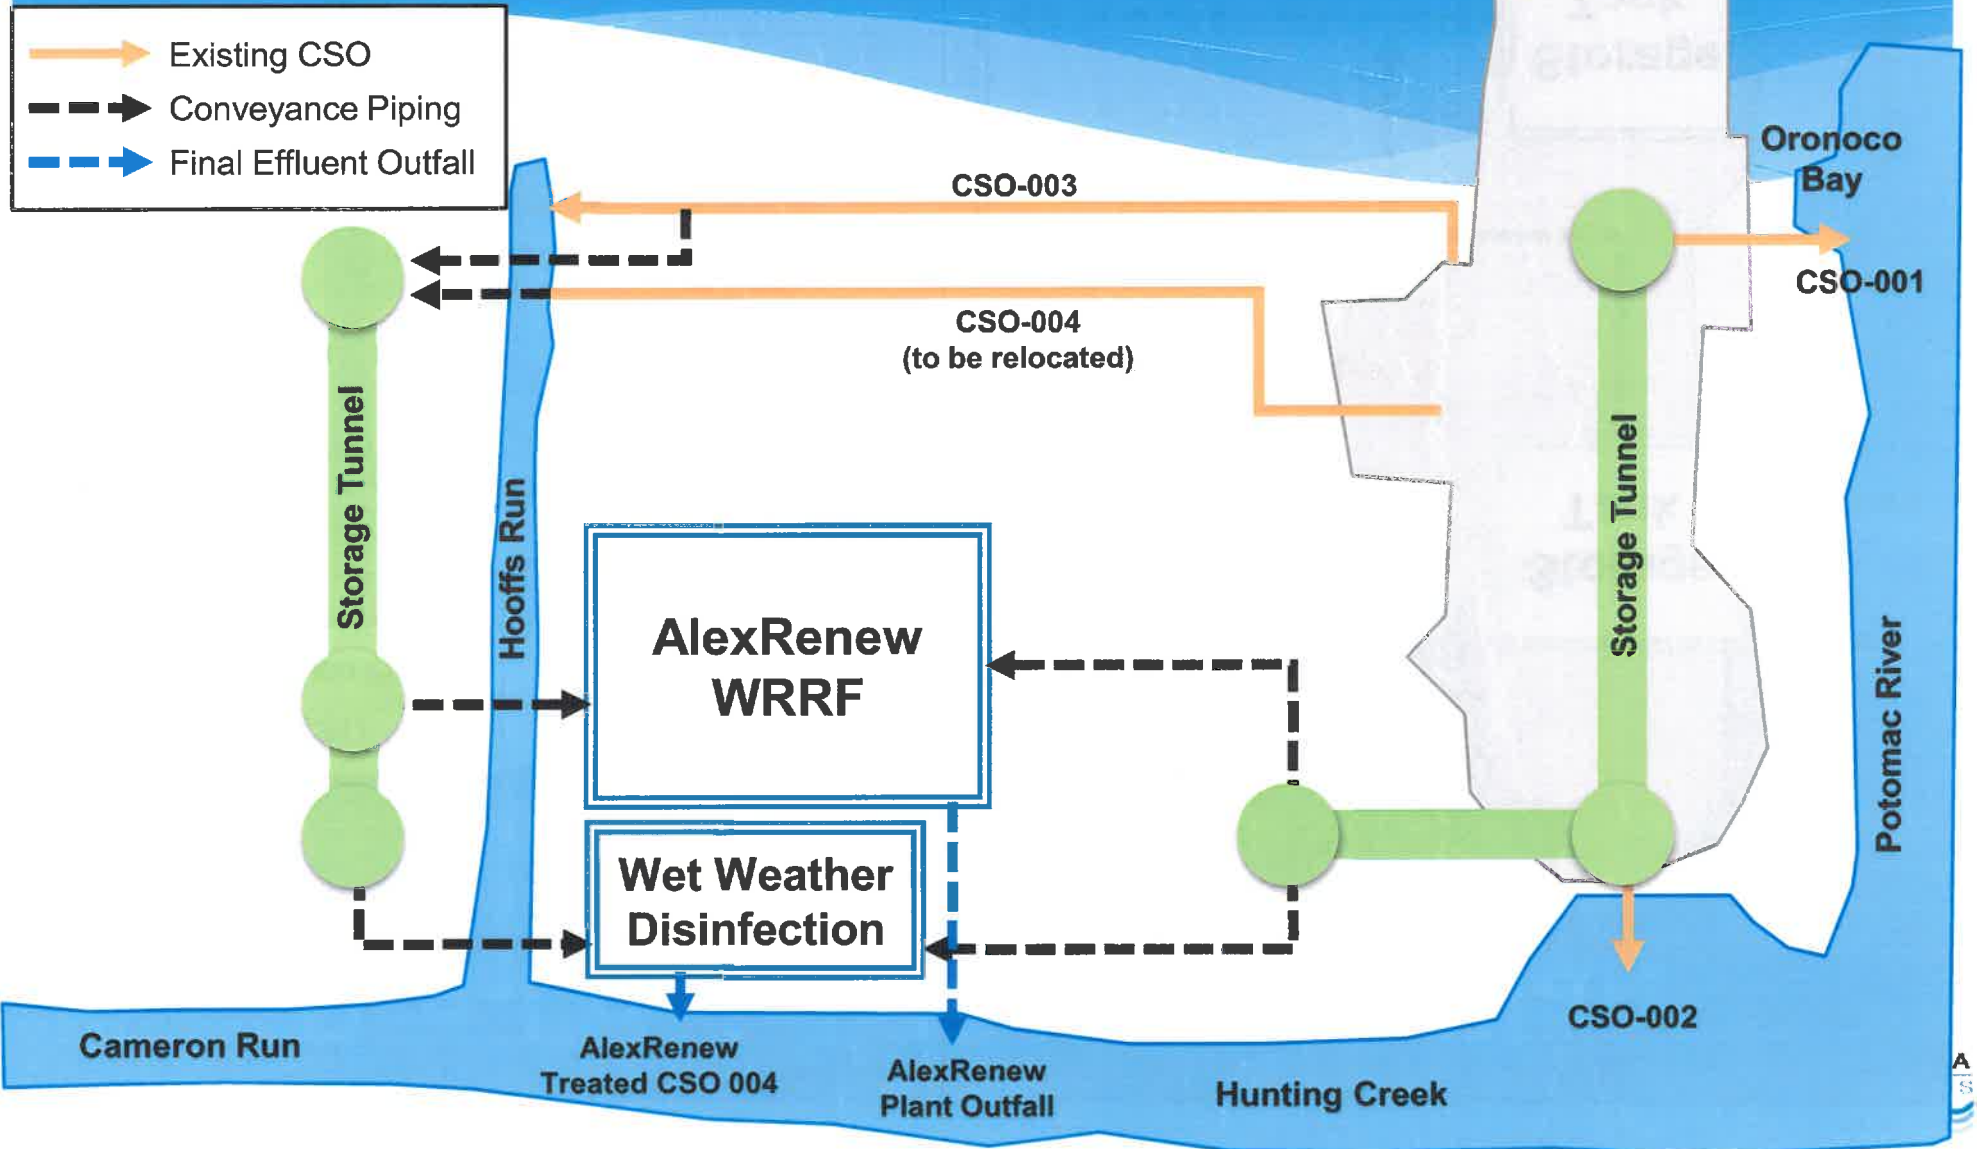 Existing CSO
Conveyance Piping
Final Effluent Outfall
CSO-003
Oronoco
Bay
CSO-001
CSO-004
(to be relocated)
Storage Tunnel
Hooffs Run
Storage Tunnel
AlexRenew
WRRF
Potomac River
Wet Weather
Disinfection
CSO-002
Cameron Run
AlexRenew
Treated CSO 004
AlexRenew
Plant Outfall
Hunting Creek
A
S